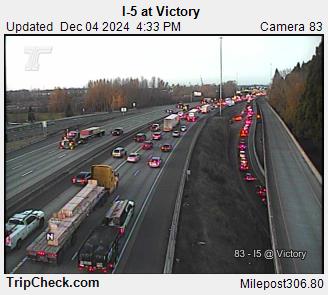 I-5 at Victory
Updated Dec 04 2024 4:33 PM Camera 83
Tr
N
83 - I5 @ Victory
TripCheck.com Milepost306.80